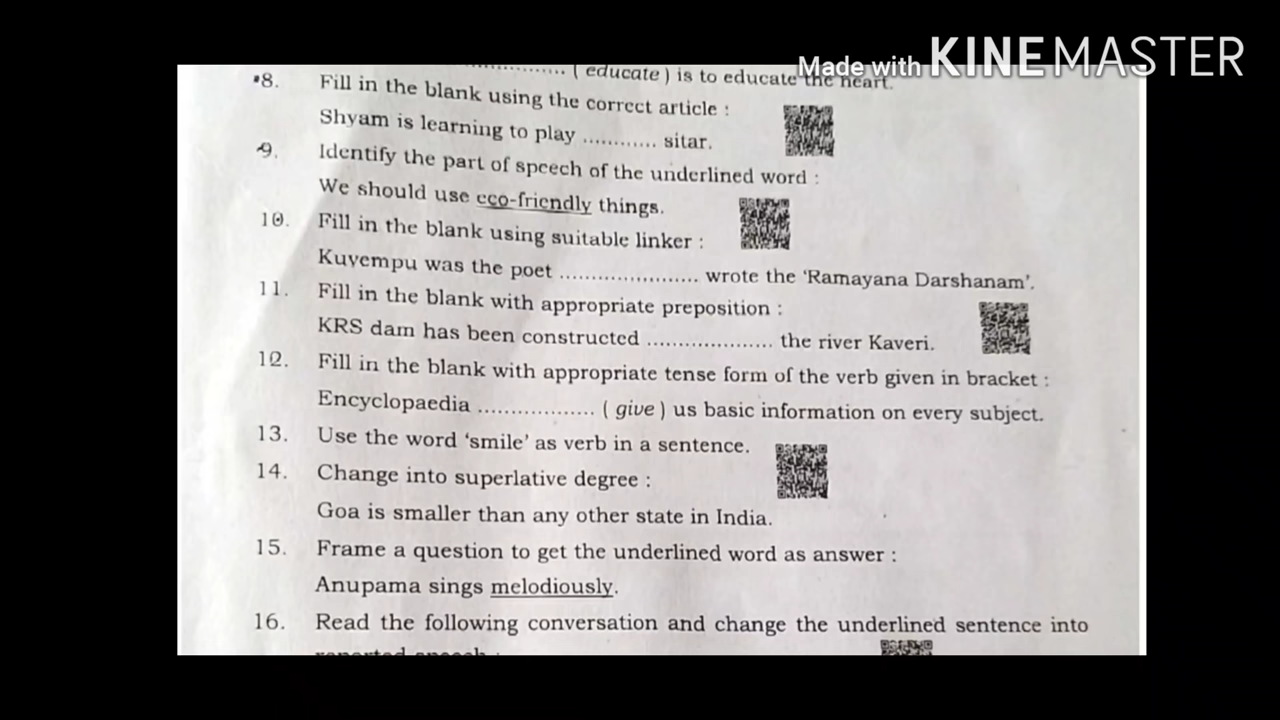 Made with KINEMASTER
................ ( educate ) is to educate the heart.
8. Fill in the blank using the correct article :
Shyam is learning to play ............ sitar.
9. Identify the part of speech of the underlined word :
We should use eco-friendly things.
10. Fill in the blank using suitable linker :
Kuvempu was the poet ...................... wrote the ‘Ramayana Darshanam’.
11. Fill in the blank with appropriate preposition :
KRS dam has been constructed .................... the river Kaveri.
12. Fill in the blank with appropriate tense form of the verb given in bracket :
Encyclopaedia .................. ( give ) us basic information on every subject.
13. Use the word ‘smile’ as verb in a sentence.
14. Change into superlative degree :
Goa is smaller than any other state in India.
15. Frame a question to get the underlined word as answer :
Anupama sings melodiously.
16. Read the following conversation and change the underlined sentence into
reported speech :